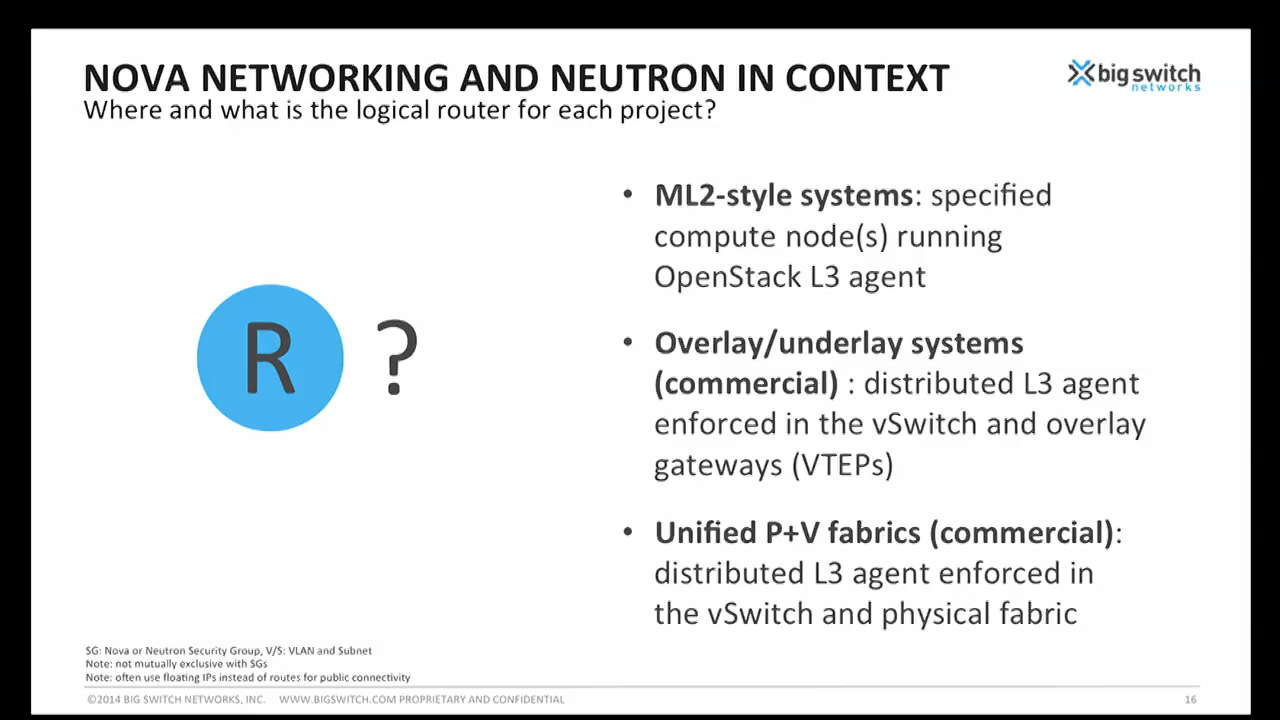 NOVA NETWORKING AND NEUTRON IN CONTEXT
Where and what is the logical router for each project?
big switch
networks
R ?
• ML2-style systems: specified
compute node(s) running
OpenStack L3 agent
• Overlay/underlay systems
(commercial) : distributed L3 agent
enforced in the vSwitch and overlay
gateways (VTEPs)
• Unified P+V fabrics (commercial):
distributed L3 agent enforced in
the vSwitch and physical fabric
SG: Nova or Neutron Security Group, V/S: VLAN and Subnet
Note: not mutually exclusive with SGs
Note: often use floating IPs instead of routes for public connectivity
©2014 BIG SWITCH NETWORKS, INC. WWW.BIGSWITCH.COM PROPRIETARY AND CONFIDENTIAL
16